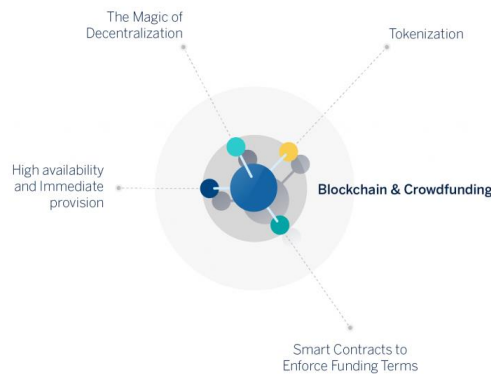 The Magic of
Decentralization
Tokenization
High availability
and Immediate
provision
Blockchain & Crowdfunding
Smart Contracts to
Enforce Funding Terms